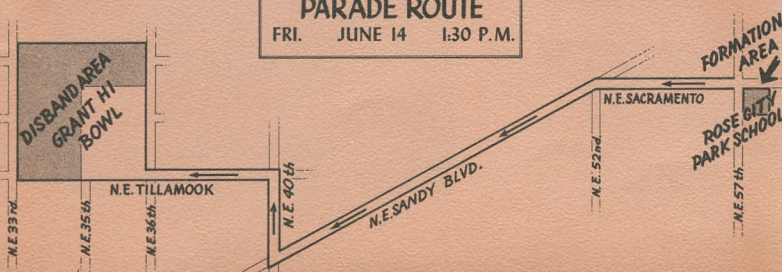 PARADE ROUTE
FRI. JUNE 14 1:30 P.M.
FORMATION
AREA
DISBAND AREA
GRANT HI
BOWL
N.E. SACRAMENTO
ROSE CITY
PARK SCHOOL
N.E. 52nd.
N.E. 57th
N.E. 40th
N.E. SANDY BLVD.
N.E. TILLAMOOK
N.E. 33rd.
N.E. 35th
N.E. 36th